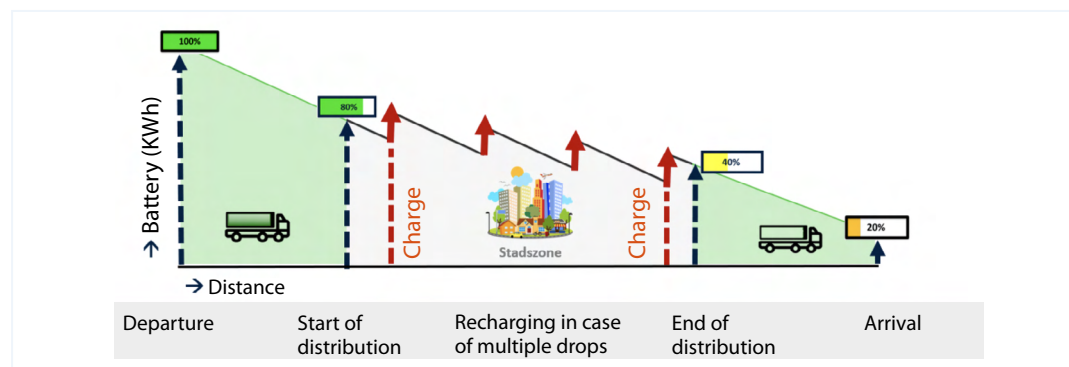 100%
80%
40%
20%
→ Battery (KWh)
Charge
Charge
Stadszone
→ Distance
Departure
Start of
distribution
Recharging in case
of multiple drops
End of
distribution
Arrival